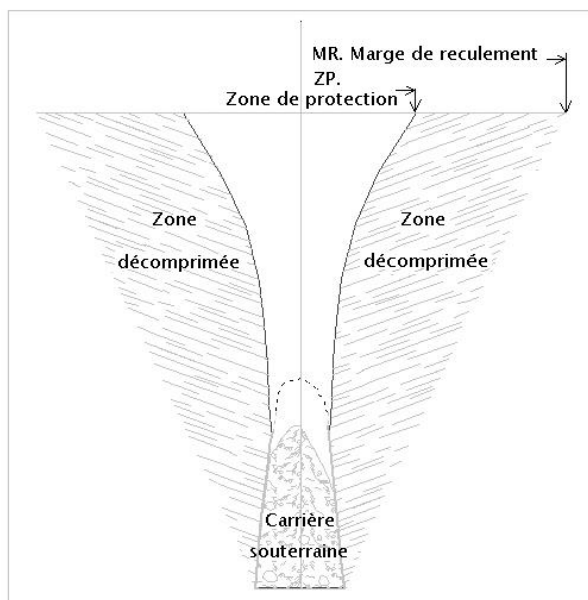 MR. Marge de reculement
ZP.
Zone de protection
Zone
décomprimée
Zone
décomprimée
Carrière
souterraine